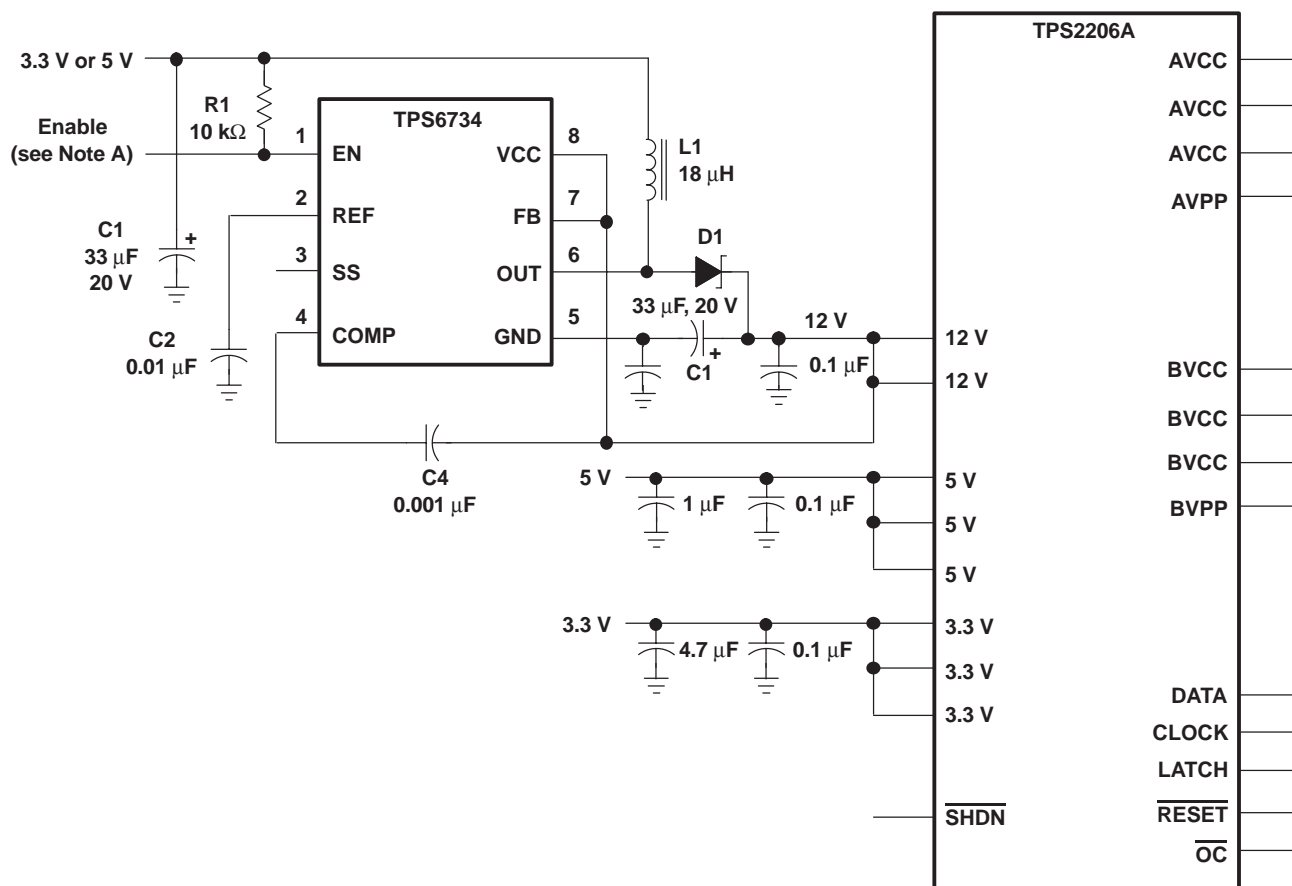 TPS2206A
3.3 V or 5 V
AVCC
R1
10 kΩ
TPS6734
AVCC
Enable
(see Note A)
1
EN
VCC
8
L1
18 μH
AVCC
2
REF
FB
7
AVPP
C1
33 μF
20 V
+
3
SS
OUT
6
D1
33 μF, 20 V
4
COMP
GND
5
12 V
12 V
C2
0.01 μF
+
C1
0.1 μF
12 V
BVCC
BVCC
C4
0.001 μF
5 V
1 μF
0.1 μF
5 V
BVCC
5 V
BVPP
5 V
3.3 V
4.7 μF
0.1 μF
3.3 V
3.3 V
3.3 V
DATA
CLOCK
LATCH
SHDN
RESET
OC